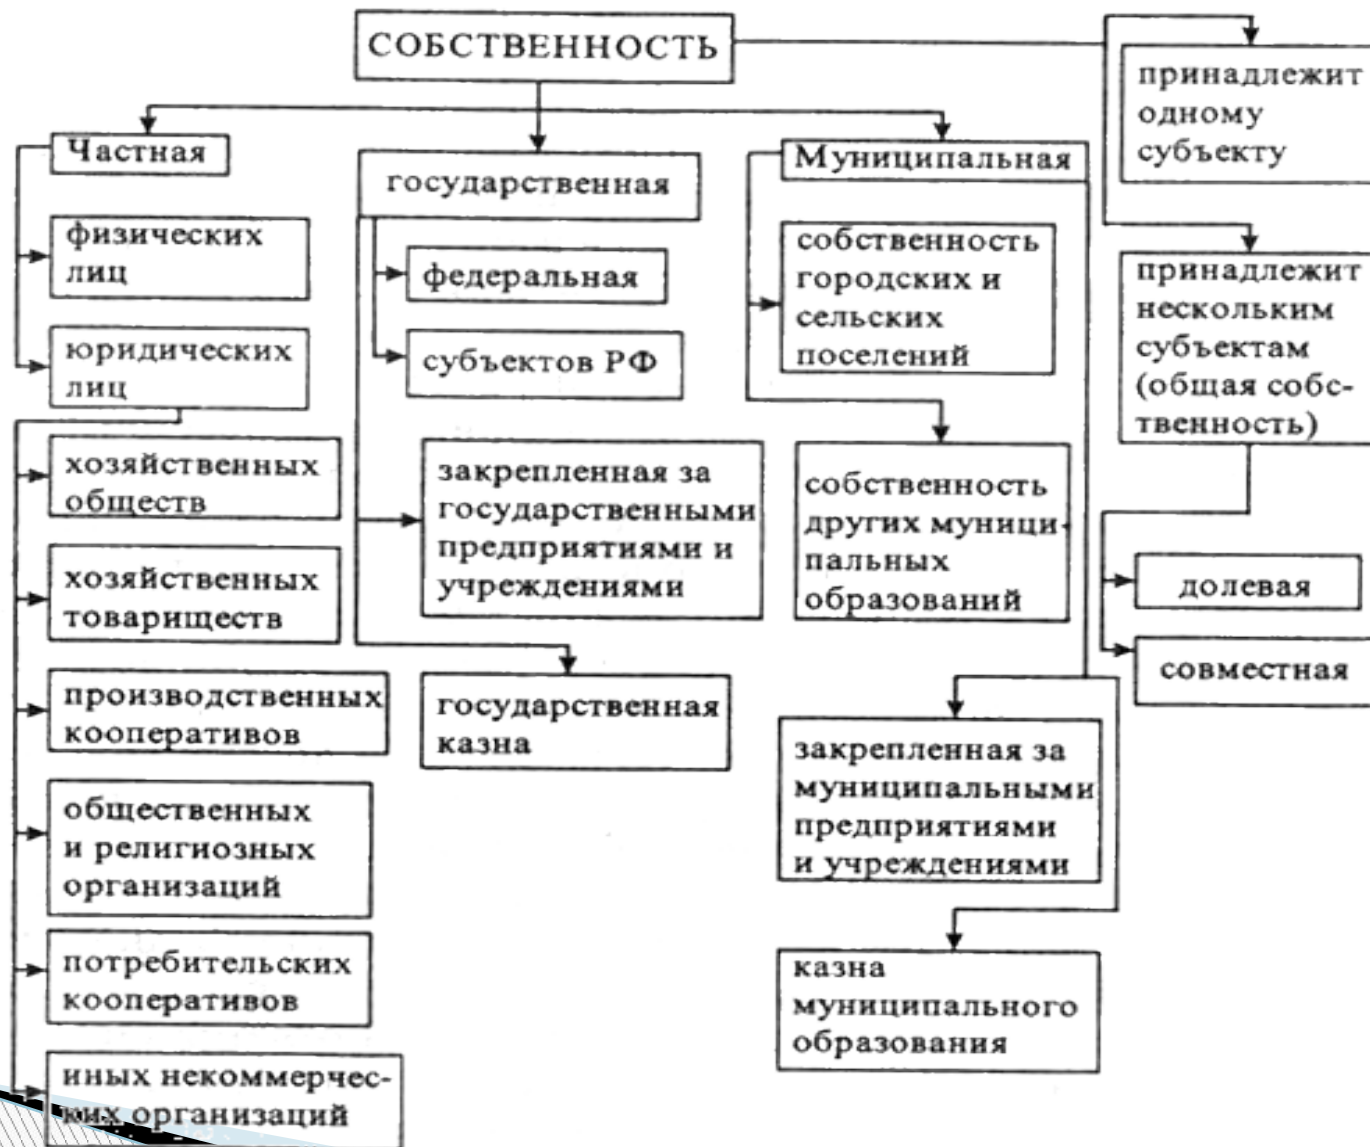 СОБСТВЕННОСТЬ
Частная
физических
лиц
юридических
лиц
хозяйственных
обществ
хозяйственных
товариществ
производственных
кооперативов
общественных
и религиозных
организаций
потребительских
кооперативов
иных некоммерчес-
ких организаций
государственная
федеральная
субъектов РФ
закрепленная за
государственными
предприятиями и
учреждениями
государственная
казна
Муниципальная
собственность
городских и
сельских
поселений
собственность
других муници-
пальных
образований
закрепленная за
муниципальными
предприятиями
и учреждениями
казна
муниципального
образования
принадлежит
одному
субъекту
принадлежит
нескольким
субъектам
(общая собс-
твенность)
долевая
совместная